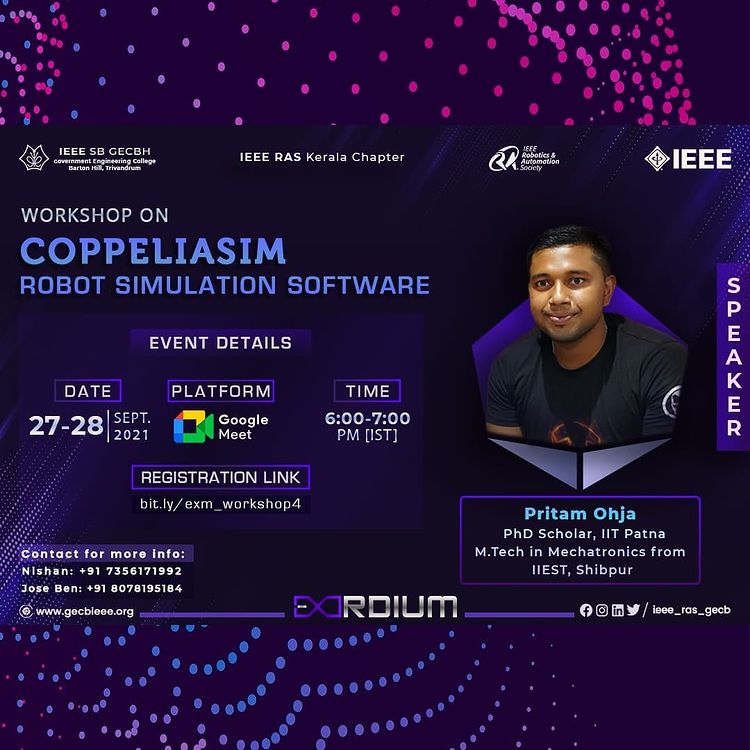 IEEE SB GECBH
Government Engineering College
Barton Hill, Trivandrum
IEEE RAS Kerala Chapter
RA
IEEE
Robotics &
Automation
Society
IEEE
WORKSHOP ON
COPPELIASIM
ROBOT SIMULATION SOFTWARE
EVENT DETAILS
DATE
27-28 SEPT.
2021
PLATFORM
Google
Meet
TIME
6:00-7:00
PM [IST]
REGISTRATION LINK
bit.ly/exm_workshop4
SPEAKER
Pritam Ohja
PhD Scholar, IIT Patna
M.Tech in Mechatronics from
IIEST, Shibpur
Contact for more info:
Nishan: +91 7356171992
Jose Ben: +91 8078195184
www.gecbieee.org
EXORDIUM
/ ieee_ras_gecb